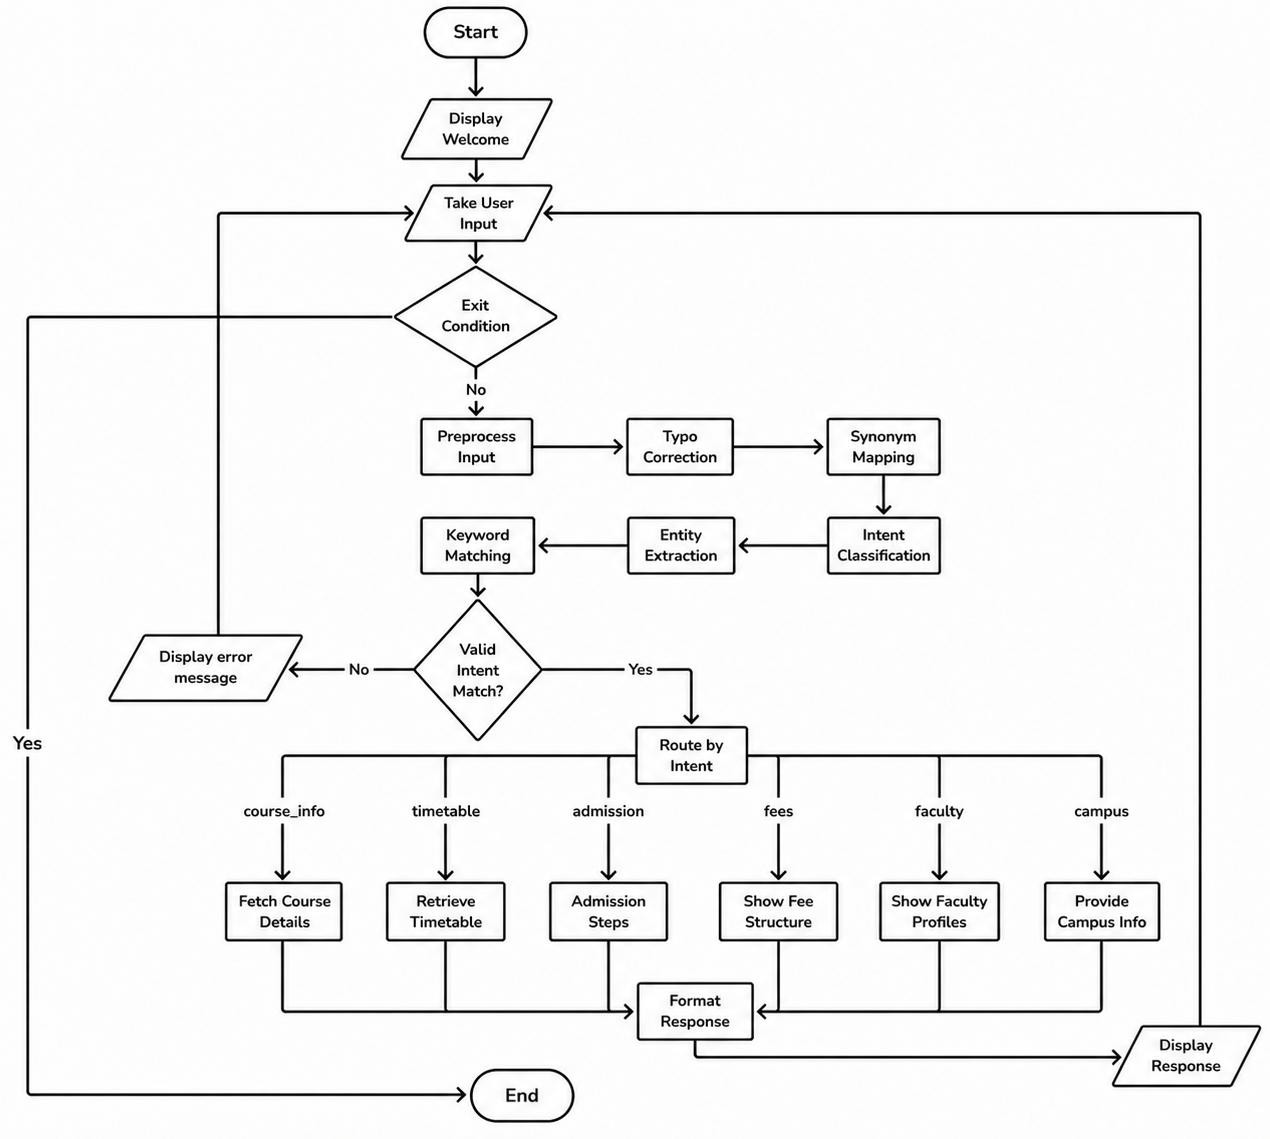 Start
Display
Welcome
Take User
Input
Exit
Condition
No
Preprocess
Input
Typo
Correction
Synonym
Mapping
Keyword
Matching
Entity
Extraction
Intent
Classification
Display error
message
No
Valid
Intent
Match?
Yes
Yes
Route by
Intent
course_info
timetable
admission
fees
faculty
campus
Fetch Course
Details
Retrieve
Timetable
Admission
Steps
Show Fee
Structure
Show Faculty
Profiles
Provide
Campus Info
Format
Response
Display
Response
End